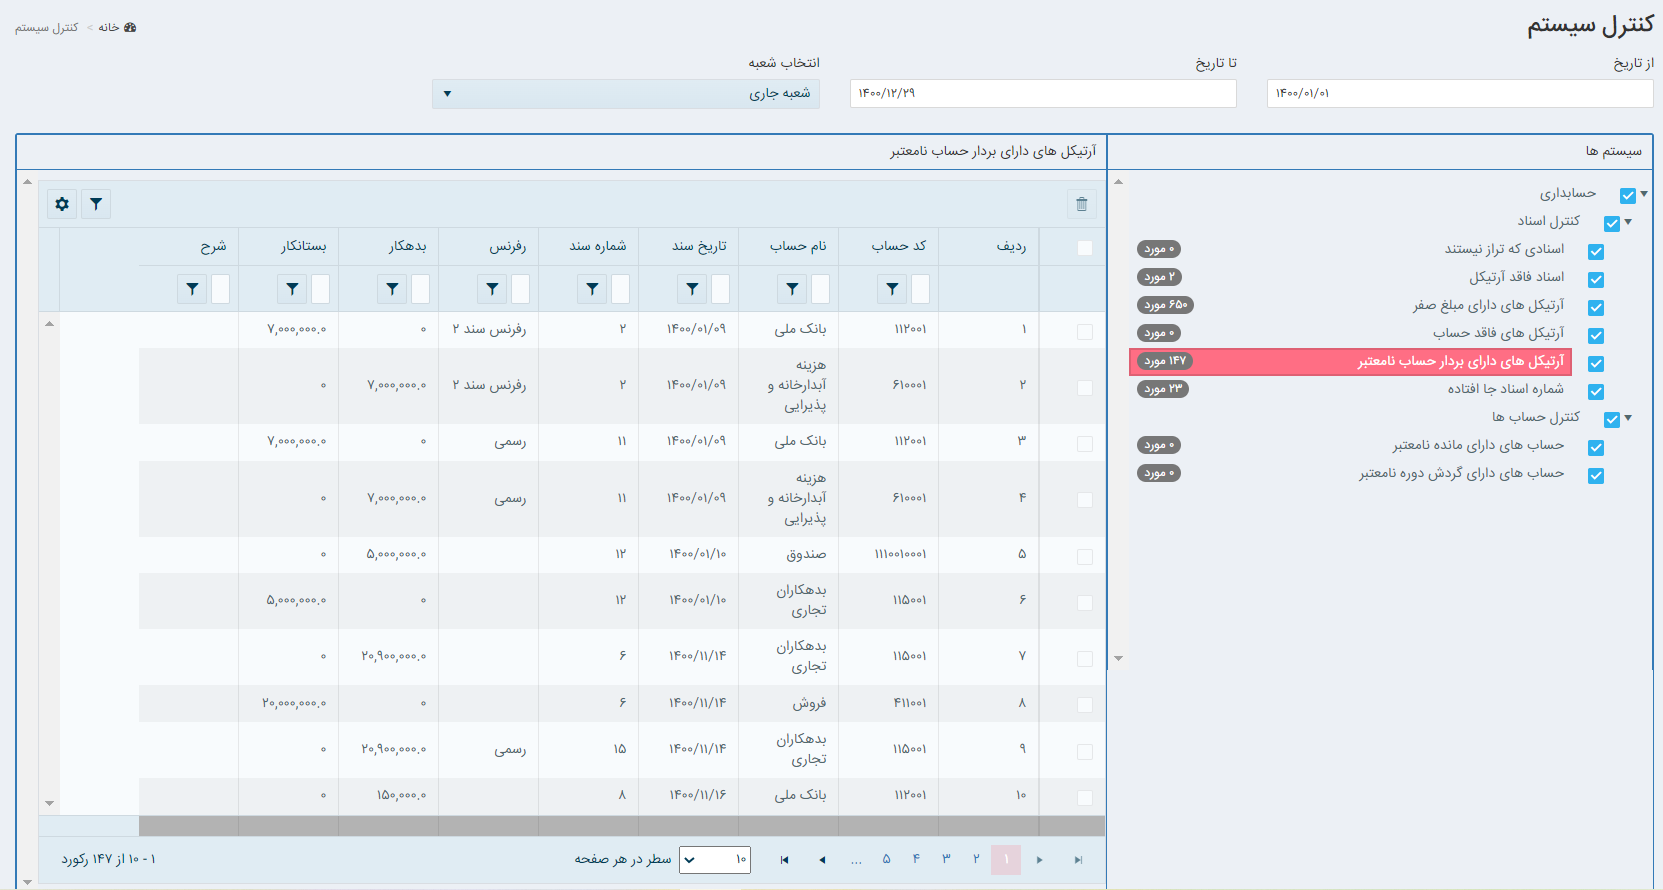 کنترل سیستم
خانه > کنترل سیستم
از تاریخ
۱۴۰۰/۰۱/۰۱
تا تاریخ
۱۴۰۰/۱۲/۲۹
انتخاب شعبه
شعبه جاری
سیستم ها
حسابداری
کنترل اسناد
اسنادی که تراز نیستند ۰ مورد
اسناد فاقد آرتیکل ۲ مورد
آرتیکل های دارای مبلغ صفر ۶۵۰ مورد
آرتیکل های فاقد حساب ۰ مورد
آرتیکل های دارای بردار حساب نامعتبر ۱۴۷ مورد
شماره اسناد جا افتاده ۲۳ مورد
کنترل حساب ها
حساب های دارای مانده نامعتبر ۰ مورد
حساب های دارای گردش دوره نامعتبر ۰ مورد
آرتیکل های دارای بردار حساب نامعتبر
ردیف کد حساب نام حساب تاریخ سند شماره سند رفرنس بدهکار بستانکار شرح
۱ ۱۱۲۰۰۱ بانک ملی ۱۴۰۰/۰۱/۰۹ ۲ رفرنس سند ۲ ۰ ۷,۰۰۰,۰۰۰.۰
۲ ۶۱۰۰۰۱ هزینه آبدارخانه و پذیرایی ۱۴۰۰/۰۱/۰۹ ۲ رفرنس سند ۲ ۷,۰۰۰,۰۰۰.۰ ۰
۳ ۱۱۲۰۰۱ بانک ملی ۱۴۰۰/۰۱/۰۹ ۱۱ رسمی ۰ ۷,۰۰۰,۰۰۰.۰
۴ ۶۱۰۰۰۱ هزینه آبدارخانه و پذیرایی ۱۴۰۰/۰۱/۰۹ ۱۱ رسمی ۷,۰۰۰,۰۰۰.۰ ۰
۵ ۱۱۱۰۰۱۰۰۰۱ صندوق ۱۴۰۰/۰۱/۱۰ ۱۲ ۵,۰۰۰,۰۰۰.۰ ۰
۶ ۱۱۵۰۰۱ بدهکاران تجاری ۱۴۰۰/۰۱/۱۰ ۱۲ ۰ ۵,۰۰۰,۰۰۰.۰
۷ ۱۱۵۰۰۱ بدهکاران تجاری ۱۴۰۰/۱۱/۱۴ ۶ ۲۰,۹۰۰,۰۰۰.۰ ۰
۸ ۴۱۱۰۰۱ فروش ۱۴۰۰/۱۱/۱۴ ۶ ۰ ۲۰,۰۰۰,۰۰۰.۰
۹ ۱۱۵۰۰۱ بدهکاران تجاری ۱۴۰۰/۱۱/۱۴ ۱۵ رسمی ۲۰,۹۰۰,۰۰۰.۰ ۰
۱۰ ۱۱۲۰۰۱ بانک ملی ۱۴۰۰/۱۱/۱۶ ۸ ۱۵۰,۰۰۰.۰ ۰
۱ ۲ ۳ ۴ ۵ ... ۱۰ سطر در هر صفحه ۱ - ۱۰ از ۱۴۷ رکورد